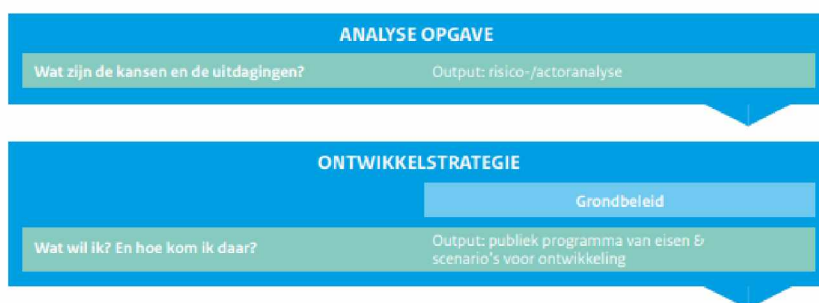 ANALYSE OPGAVE
Wat zijn de kansen en de uitdagingen?
Output: risico-/actoranalyse
ONTWIKKELSTRATEGIE
Grondbeleid
Wat wil ik? En hoe kom ik daar?
Output: publiek programma van eisen &
scenario's voor ontwikkeling